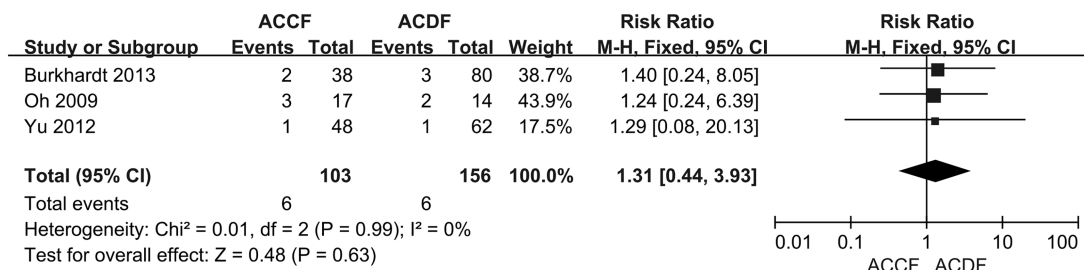 ACCF ACDF Risk Ratio Risk Ratio
Study or Subgroup Events Total Events Total Weight M-H, Fixed, 95% CI M-H, Fixed, 95% CI
Burkhardt 2013 2 38 3 80 38.7% 1.40 [0.24, 8.05]
Oh 2009 3 17 2 14 43.9% 1.24 [0.24, 6.39]
Yu 2012 1 48 1 62 17.5% 1.29 [0.08, 20.13]
Total (95% CI) 103 156 100.0% 1.31 [0.44, 3.93]
Total events 6 6
Heterogeneity: Chi² = 0.01, df = 2 (P = 0.99); I² = 0%
Test for overall effect: Z = 0.48 (P = 0.63)
0.01 0.1 1 10 100
ACCF ACDF